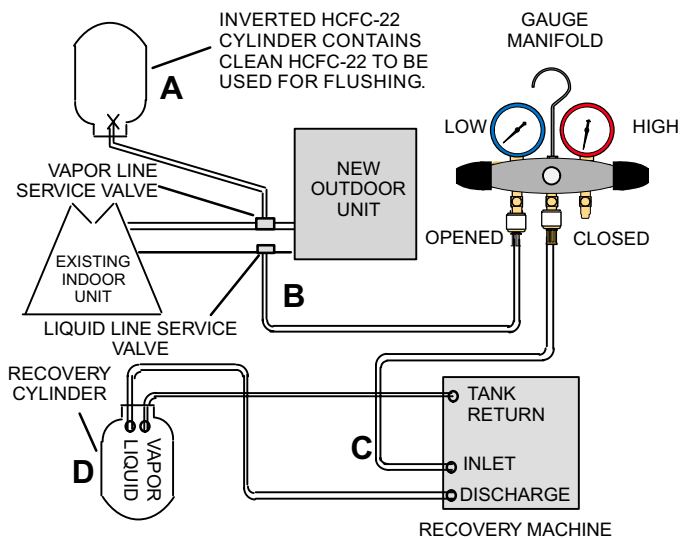 INVERTED HCFC-22
CYLINDER CONTAINS
CLEAN HCFC-22 TO BE
USED FOR FLUSHING.
A
GAUGE
MANIFOLD
LOW
HIGH
VAPOR LINE
SERVICE VALVE
NEW
OUTDOOR
UNIT
OPENED
CLOSED
EXISTING
INDOOR
UNIT
B
LIQUID LINE SERVICE
VALVE
RECOVERY
CYLINDER
TANK
RETURN
C
D
LIQUID
VAPOR
INLET
DISCHARGE
RECOVERY MACHINE